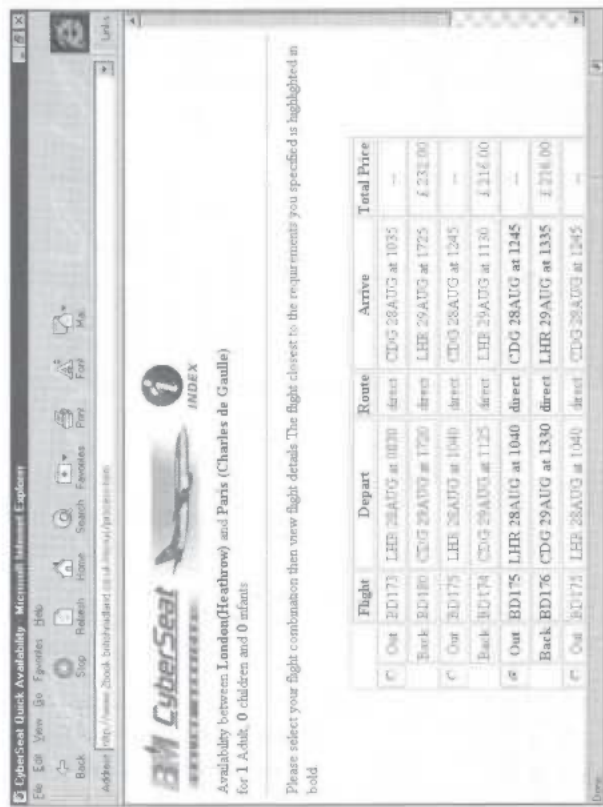 CyberSeat Quick Availability - Microsoft Internet Explorer
File Edit View Go Favorites Help
Back Stop Refresh Home Search Favorites Print Font Mail
Address Links
BM CyberSeat
INDEX
Availability between London(Heathrow) and Paris (Charles de Gaulle)
for 1 Adult, 0 children and 0 infants
Please select your flight combination then view flight details The flight closest to the requirements you specified is highlighted in
bold.
Flight Depart Route Arrive Total Price
Out BD173 LHR 28AUG at 0830 direct CDG 28AUG at 1035 --
Back BD180 CDG 29AUG at 1720 direct LHR 29AUG at 1725 £ 231.00
Out BD175 LHR 28AUG at 1040 direct CDG 28AUG at 1245 --
Back BD174 CDG 29AUG at 1125 direct LHR 29AUG at 1130 £ 216.00
Out BD175 LHR 28AUG at 1040 direct CDG 28AUG at 1245 --
Back BD176 CDG 29AUG at 1330 direct LHR 29AUG at 1335 £ 216.00
Out BD175 LHR 28AUG at 1040 direct CDG 28AUG at 1245 --
Done